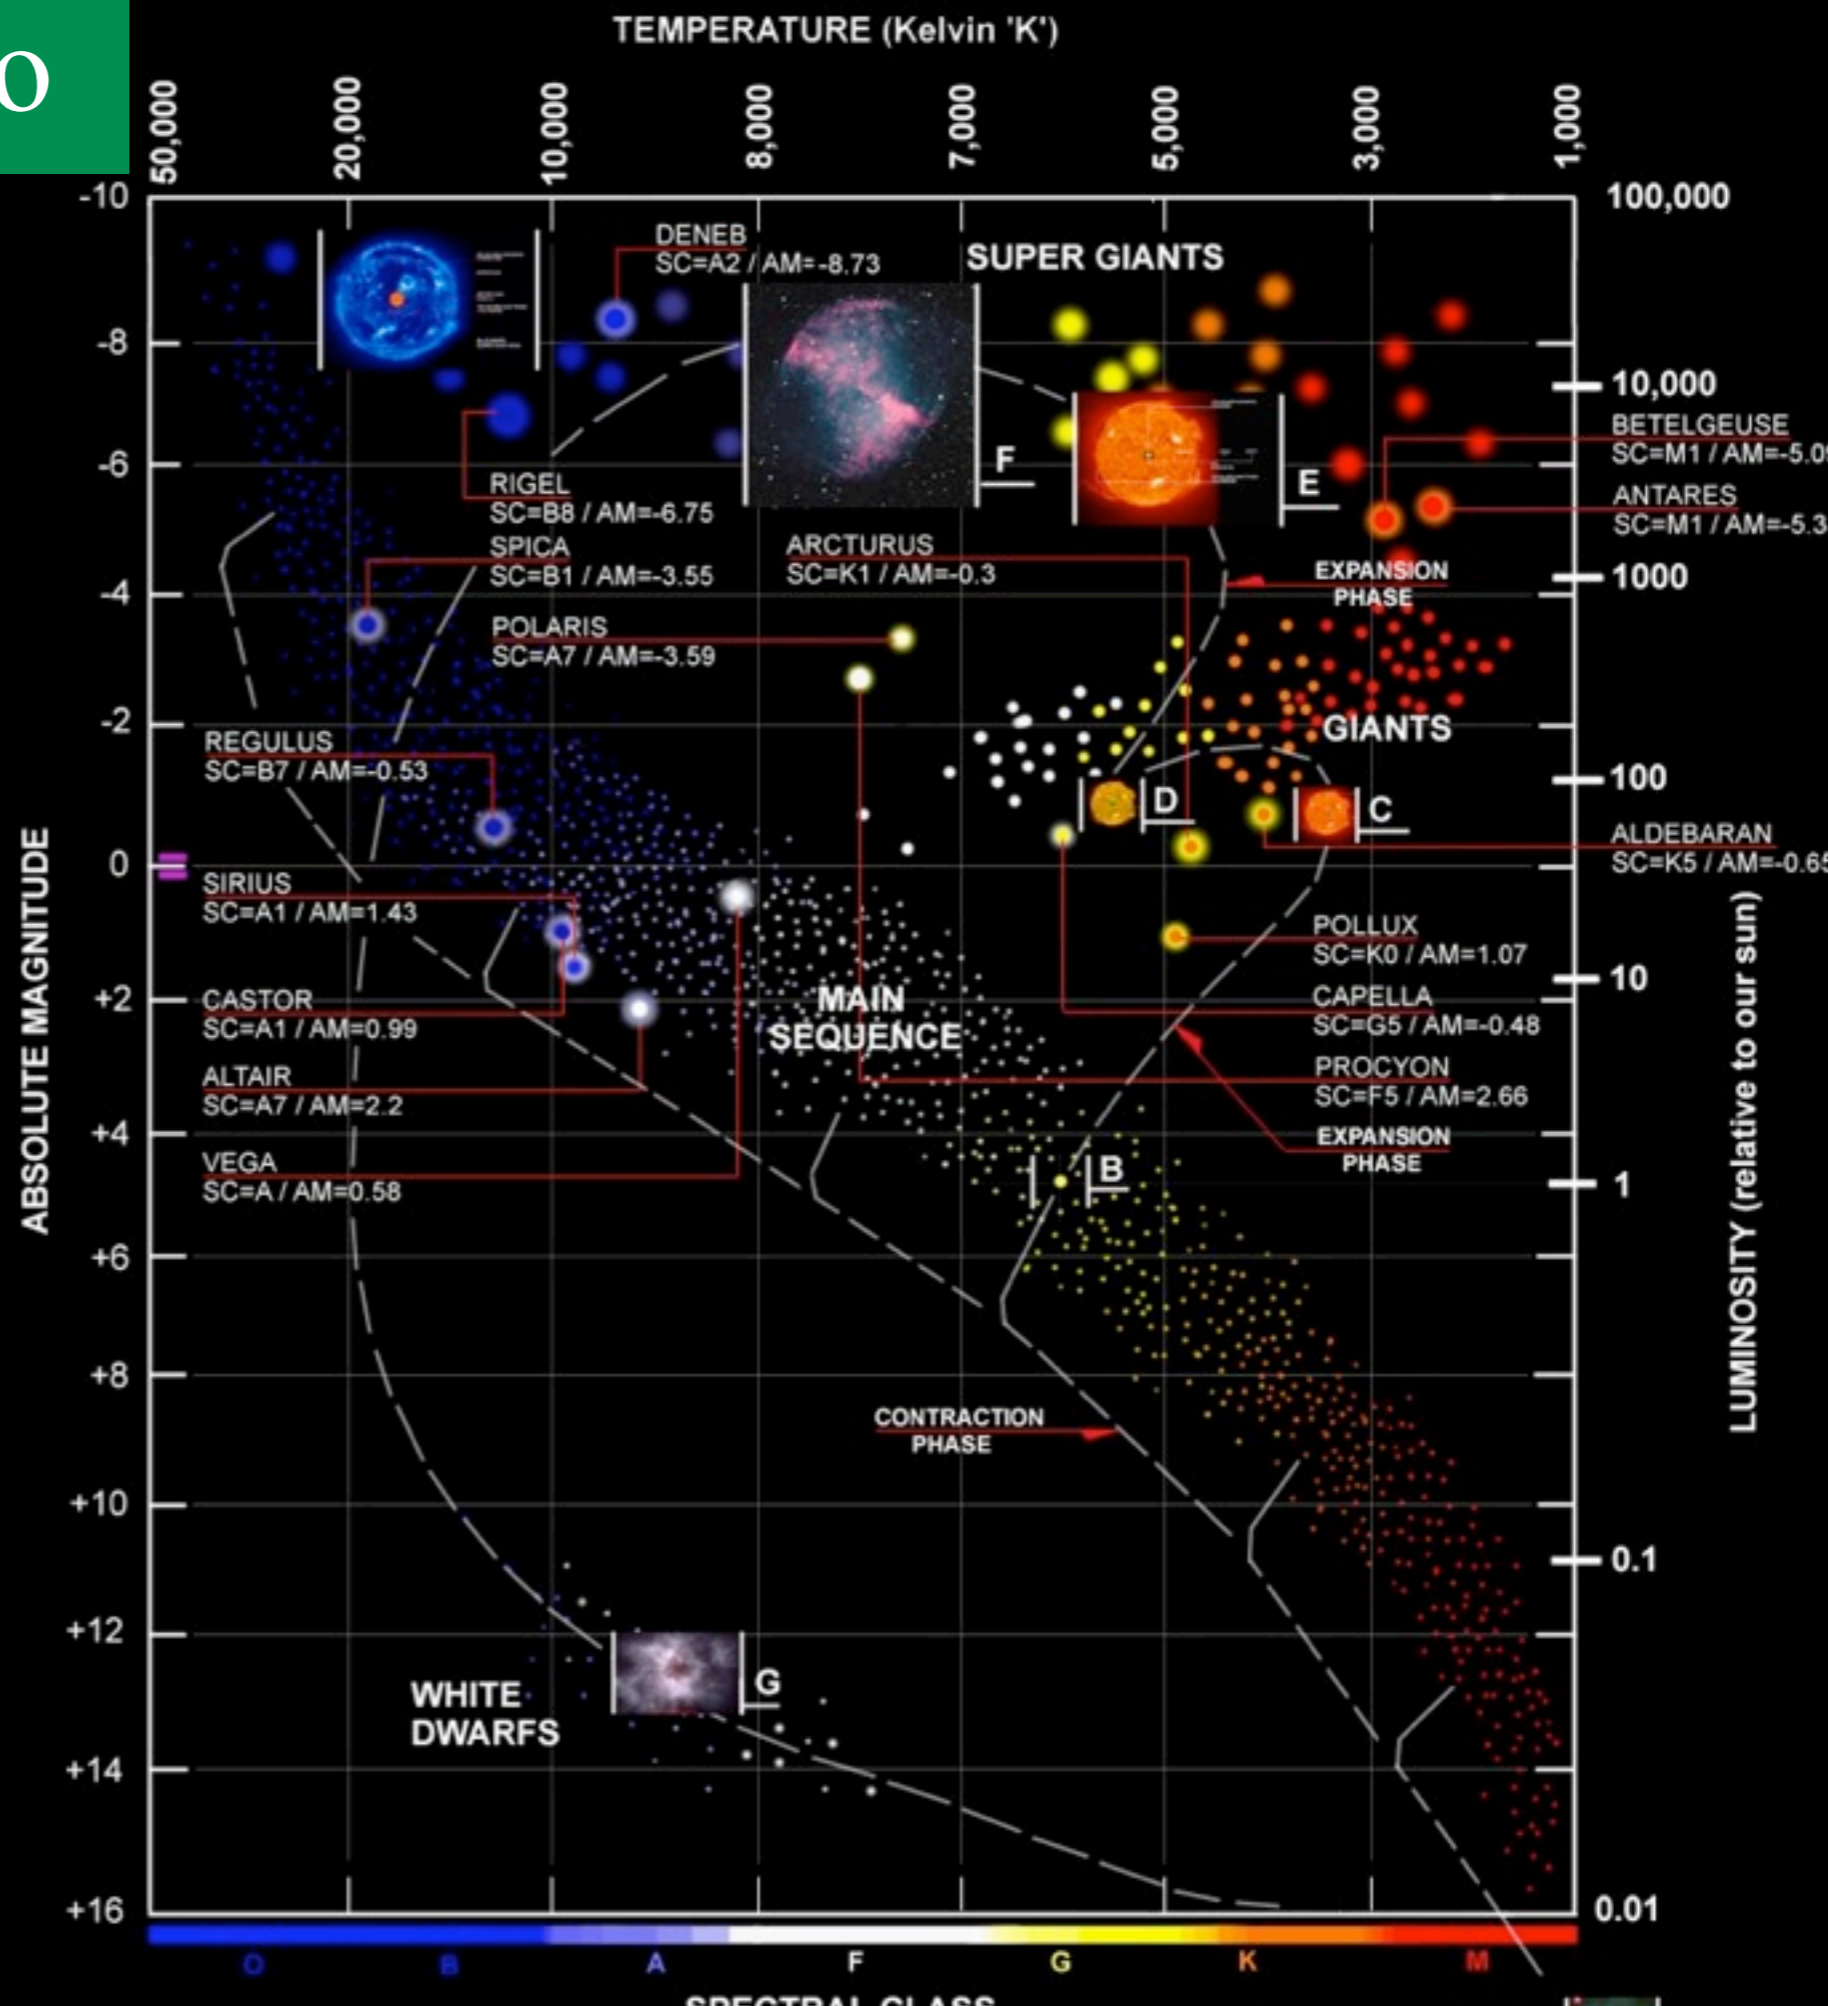 O
TEMPERATURE (Kelvin 'K')
50,000
20,000
10,000
8,000
7,000
5,000
3,000
1,000
-10
-8
-6
-4
-2
0
+2
+4
+6
+8
+10
+12
+14
+16
ABSOLUTE MAGNITUDE
100,000
10,000
1000
100
10
1
0.1
0.01
LUMINOSITY (relative to our sun)
DENEB
SC=A2 / AM=-8.73
SUPER GIANTS
F
E
RIGEL
SC=B8 / AM=-6.75
SPICA
SC=B1 / AM=-3.55
ARCTURUS
SC=K1 / AM=-0.3
POLARIS
SC=A7 / AM=-3.59
BETELGEUSE
SC=M1 / AM=-5.09
ANTARES
SC=M1 / AM=-5.3
EXPANSION
PHASE
GIANTS
REGULUS
SC=B7 / AM=-0.53
D
C
ALDEBARAN
SC=K5 / AM=-0.65
SIRIUS
SC=A1 / AM=1.43
CASTOR
SC=A1 / AM=0.99
ALTAIR
SC=A7 / AM=2.2
VEGA
SC=A / AM=0.58
MAIN
SEQUENCE
POLLUX
SC=K0 / AM=1.07
CAPELLA
SC=G5 / AM=-0.48
PROCYON
SC=F5 / AM=2.66
EXPANSION
PHASE
B
CONTRACTION
PHASE
WHITE
DWARFS
G
O B A F G K M
SPECTRAL CLASS